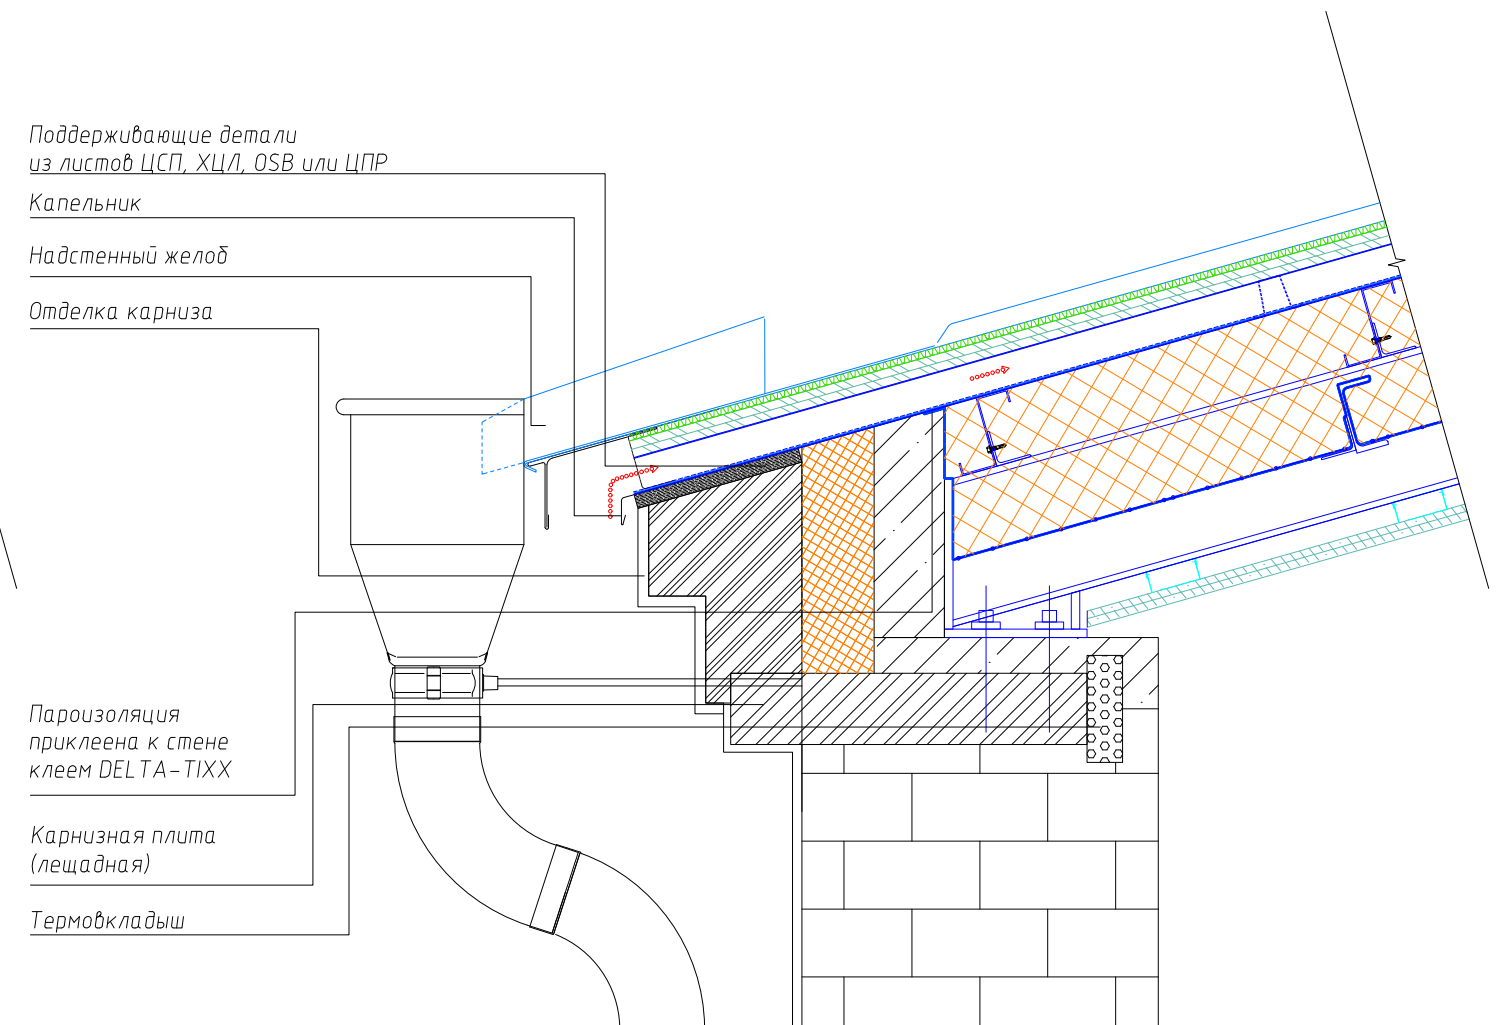 Поддерживающие детали
из листов ЦСП, ХЦЛ, OSB или ЦПР
Капельник
Надстенный желоб
Отделка карниза
Пароизоляция
приклеена к стене
клеем DELTA-TIXX
Карнизная плита
(лещадная)
Термовкладыш